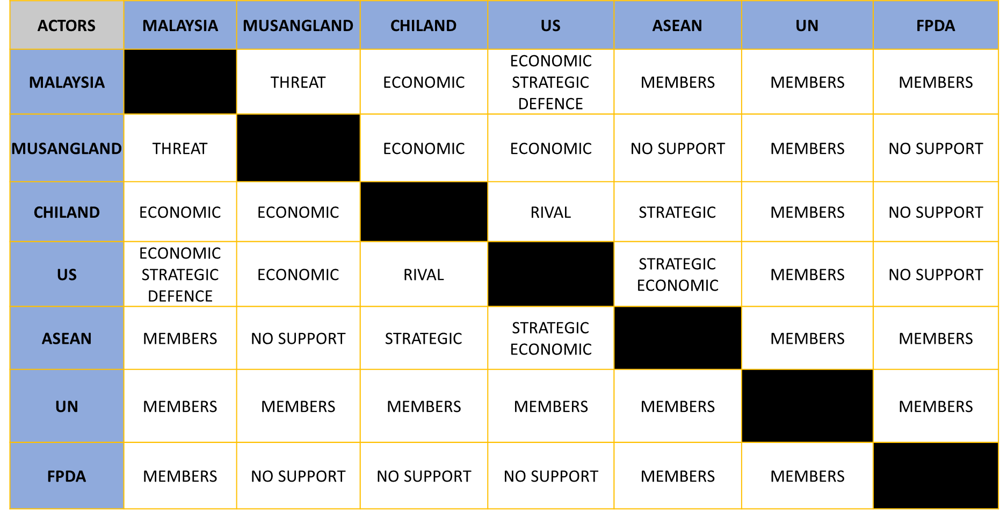 ACTORS MALAYSIA MUSANGLAND CHILAND US ASEAN UN FPDA
MALAYSIA THREAT ECONOMIC ECONOMIC STRATEGIC DEFENCE MEMBERS MEMBERS MEMBERS
MUSANGLAND THREAT ECONOMIC ECONOMIC NO SUPPORT MEMBERS NO SUPPORT
CHILAND ECONOMIC ECONOMIC RIVAL STRATEGIC MEMBERS NO SUPPORT
US ECONOMIC STRATEGIC DEFENCE ECONOMIC RIVAL STRATEGIC ECONOMIC MEMBERS NO SUPPORT
ASEAN MEMBERS NO SUPPORT STRATEGIC STRATEGIC ECONOMIC MEMBERS MEMBERS
UN MEMBERS MEMBERS MEMBERS MEMBERS MEMBERS MEMBERS
FPDA MEMBERS NO SUPPORT NO SUPPORT NO SUPPORT MEMBERS MEMBERS